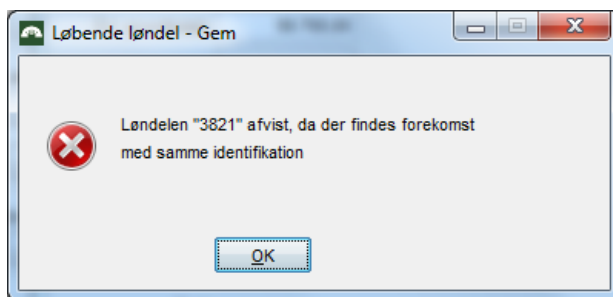 Løbende løndel - Gem
Løndelen "3821" afvist, da der findes forekomst
med samme identifikation
OK